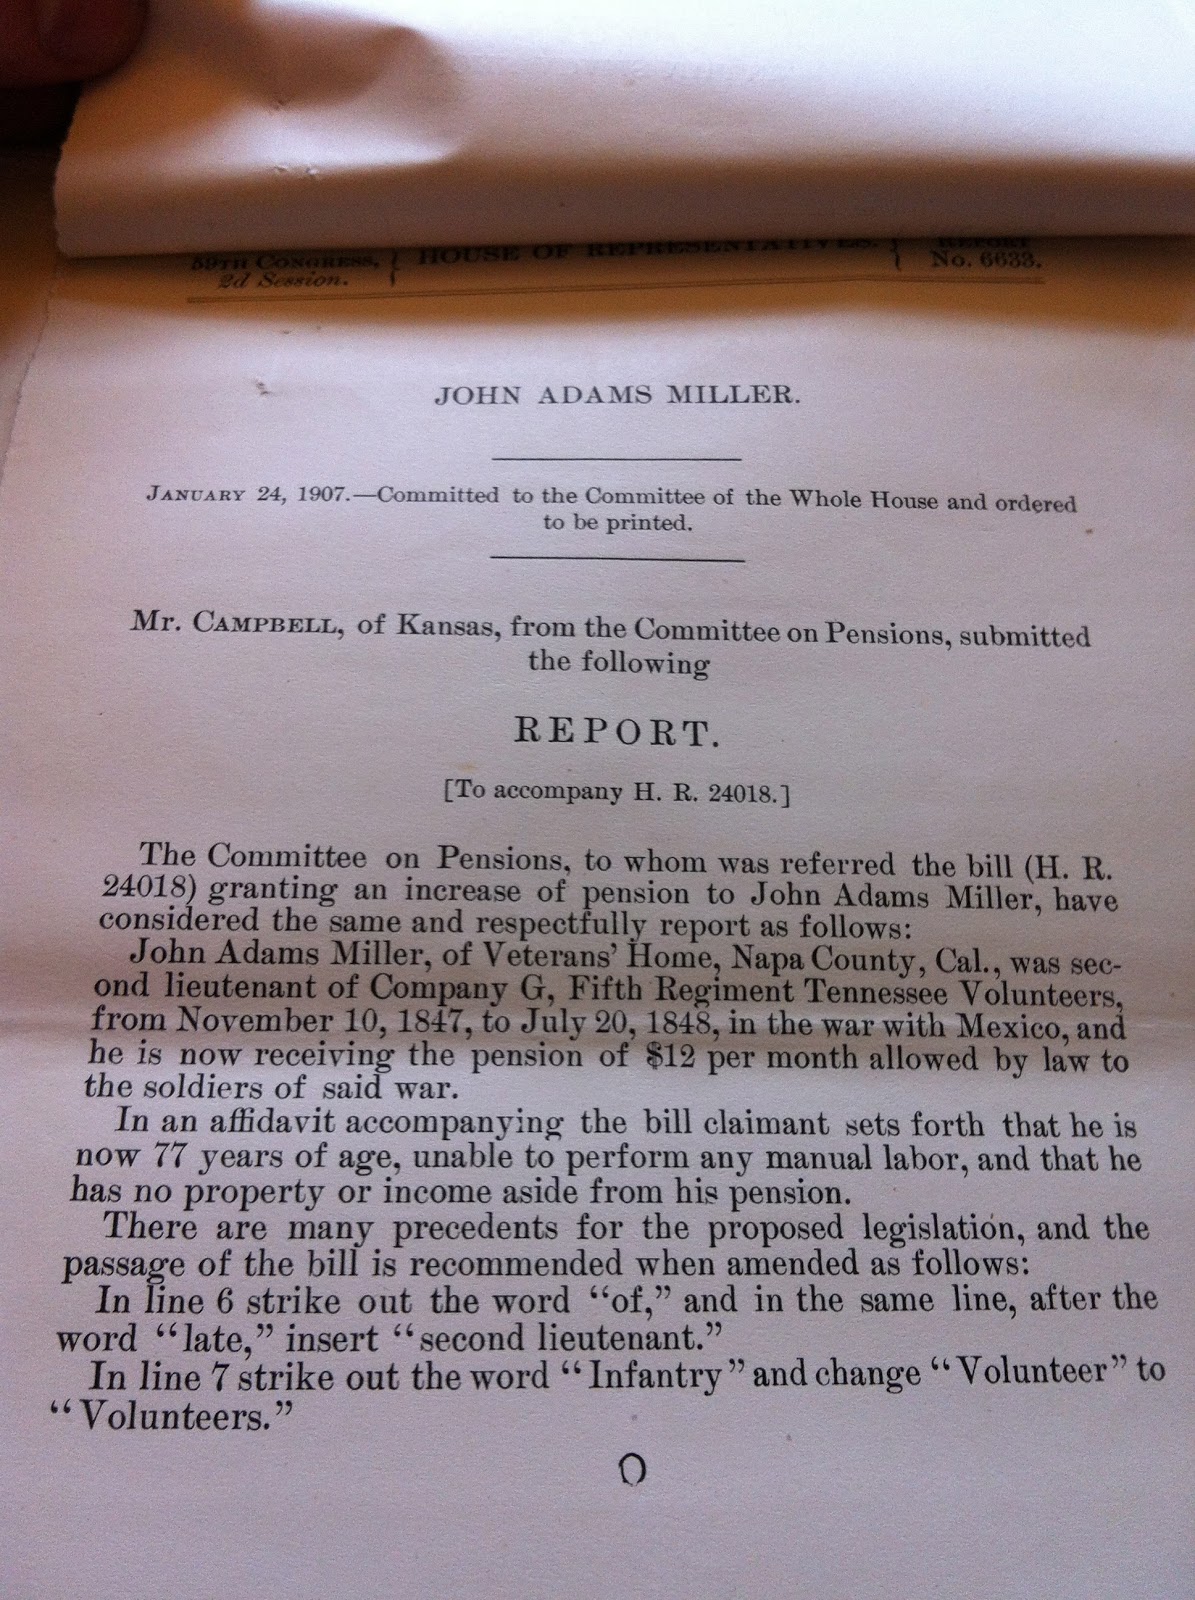 59TH CONGRESS, { HOUSE OF REPRESENTATIVES. } REPORT
2d Session. No. 6633.
JOHN ADAMS MILLER.
JANUARY 24, 1907.—Committed to the Committee of the Whole House and ordered
to be printed.
Mr. CAMPBELL, of Kansas, from the Committee on Pensions, submitted
the following
REPORT.
[To accompany H. R. 24018.]
The Committee on Pensions, to whom was referred the bill (H. R.
24018) granting an increase of pension to John Adams Miller, have
considered the same and respectfully report as follows:
John Adams Miller, of Veterans' Home, Napa County, Cal., was sec-
ond lieutenant of Company G, Fifth Regiment Tennessee Volunteers,
from November 10, 1847, to July 20, 1848, in the war with Mexico, and
he is now receiving the pension of $12 per month allowed by law to
the soldiers of said war.
In an affidavit accompanying the bill claimant sets forth that he is
now 77 years of age, unable to perform any manual labor, and that he
has no property or income aside from his pension.
There are many precedents for the proposed legislation, and the
passage of the bill is recommended when amended as follows:
In line 6 strike out the word "of," and in the same line, after the
word "late," insert "second lieutenant."
In line 7 strike out the word "Infantry" and change "Volunteer" to
"Volunteers."
O